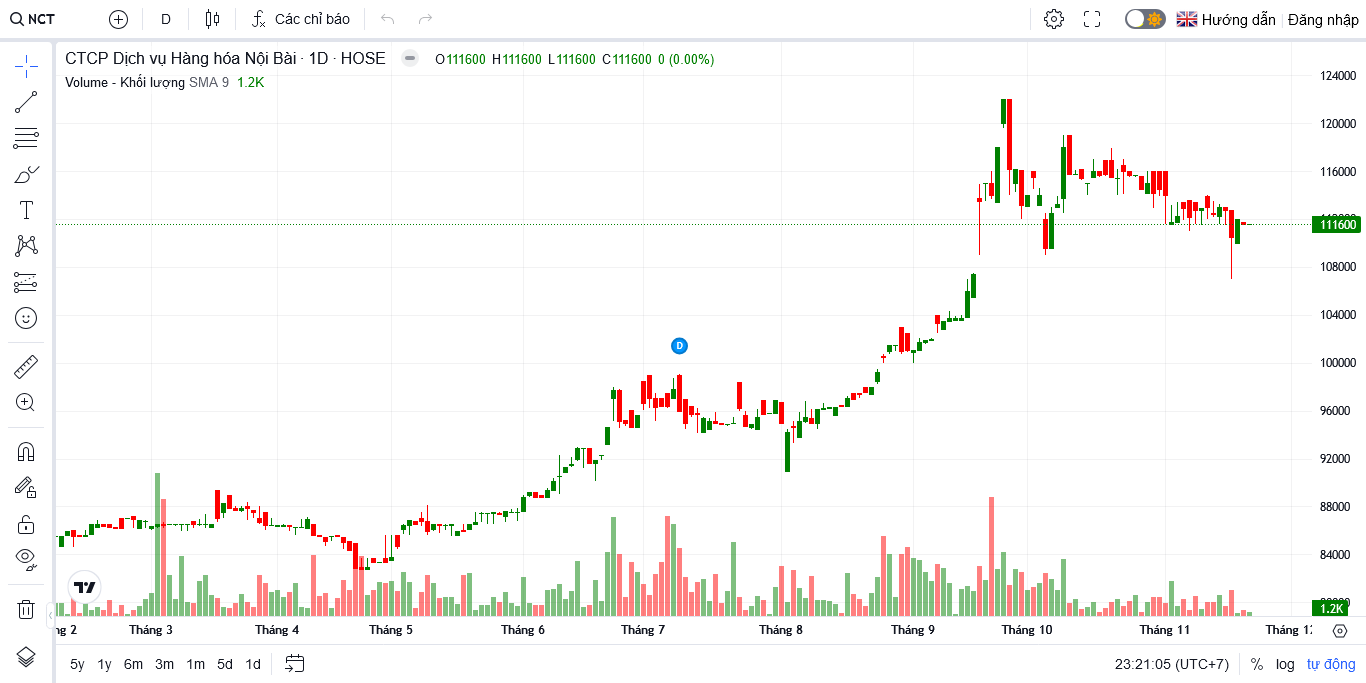 NCT D Các chỉ báo Hướng dẫn Đăng nhập
CTCP Dịch vụ Hàng hóa Nội Bài · 1D · HOSE O111600 H111600 L111600 C111600 0 (0.00%)
Volume - Khối lượng SMA 9 1.2K
124000
120000
116000
111600
108000
104000
D
100000
96000
92000
88000
84000
1.2K
ng 2 Tháng 3 Tháng 4 Tháng 5 Tháng 6 Tháng 7 Tháng 8 Tháng 9 Tháng 10 Tháng 11 Tháng 12
5y 1y 6m 3m 1m 5d 1d 23:21:05 (UTC+7) % log tự động